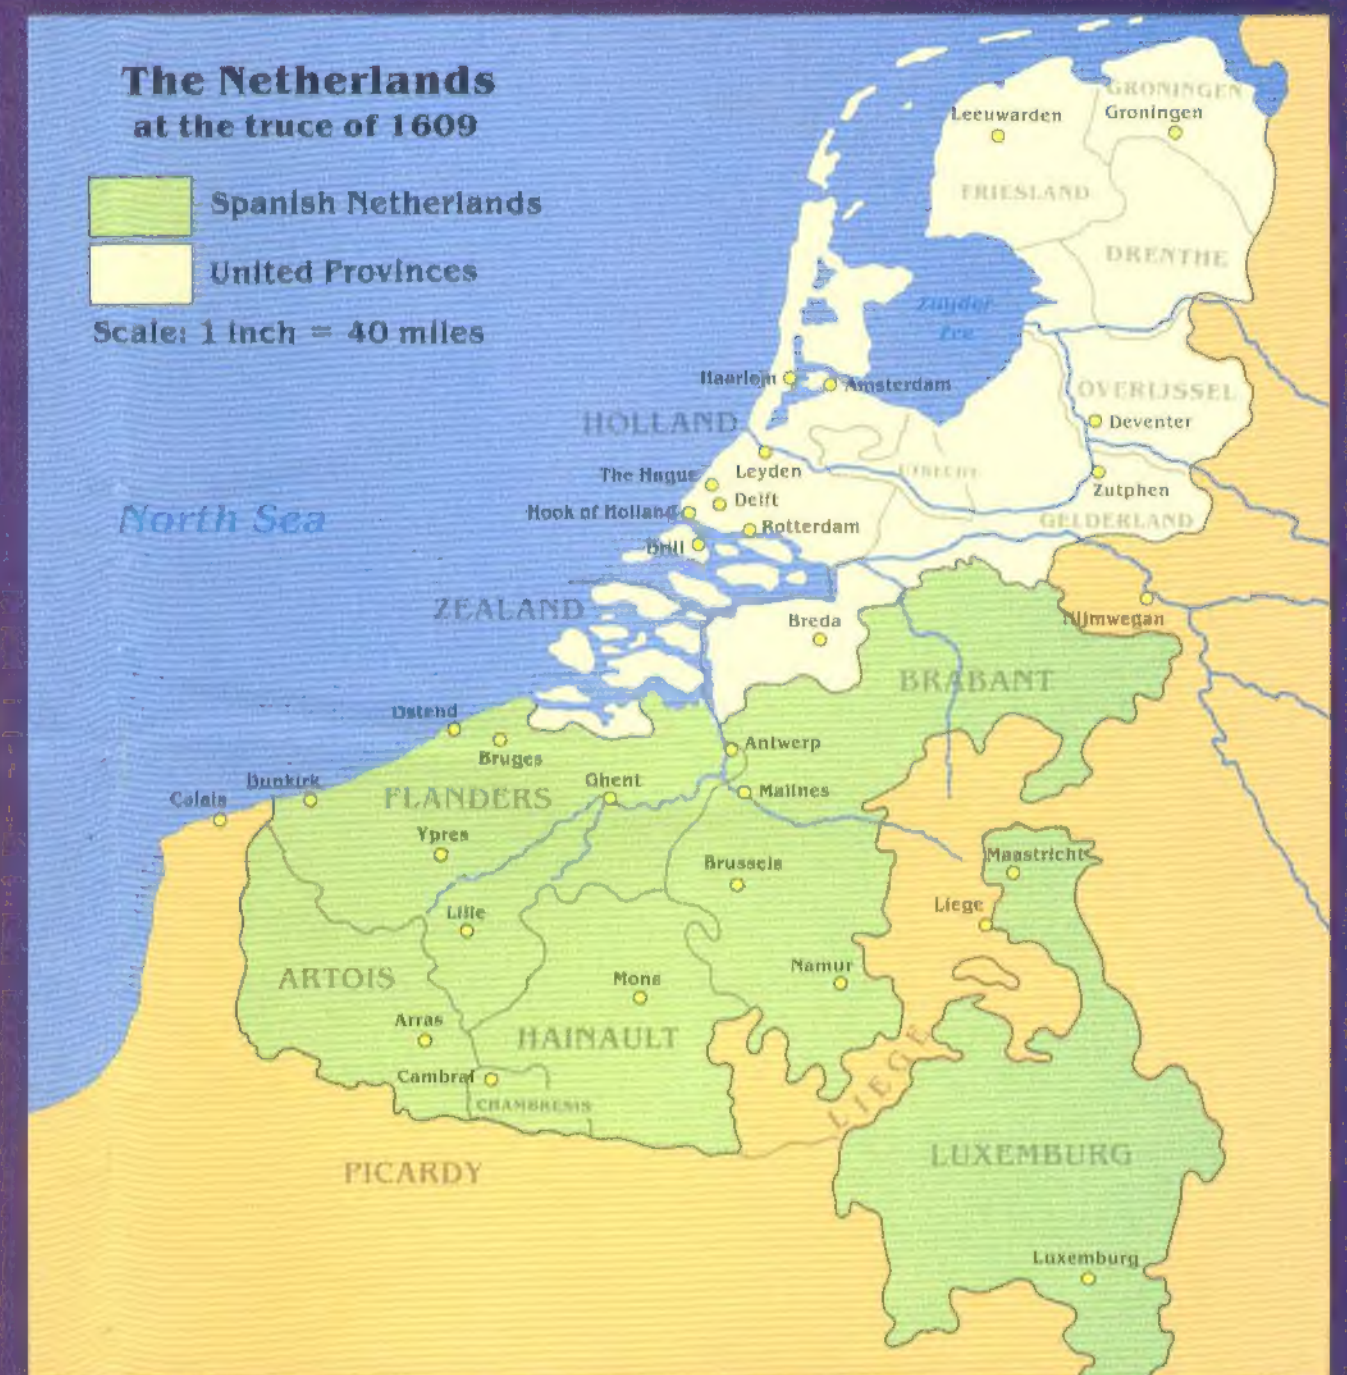 The Netherlands
at the truce of 1609
Spanish Netherlands
United Provinces
Scale: 1 inch = 40 miles
GRONINGEN
Leeuwarden
Groningen
FRIESLAND
DRENTHE
Zuyder
Zee
Haarlem
Amsterdam
OVERIJSSEL
HOLLAND
Deventer
The Hague
Leyden
UTRECHT
Zutphen
Delft
North Sea
Hook of Holland
GELDERLAND
Rotterdam
Brill
ZEALAND
Breda
Nijmwegan
BRABANT
Ostend
Antwerp
Bruges
Dunkirk
Ghent
Calais
FLANDERS
Malines
Ypres
Brussels
Maastricht
Lille
Liege
ARTOIS
Mons
Namur
Arras
HAINAULT
LIEGE
Cambrai
CHAMBRESIS
LUXEMBURG
PICARDY
Luxemburg